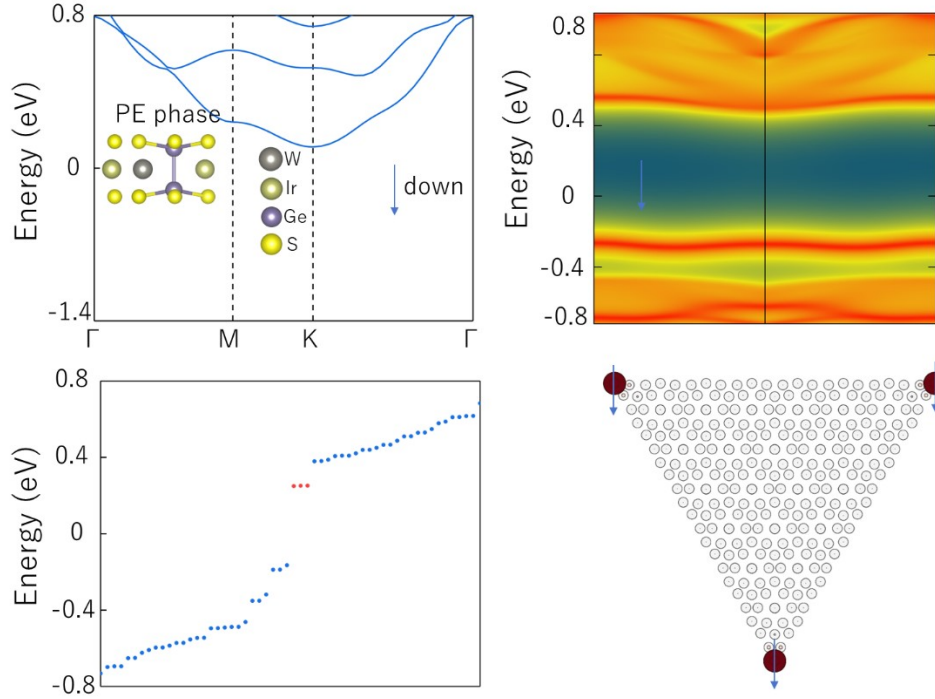 0.8
Energy (eV)
PE phase
0
-1.4
Γ
M
K
Γ
W
Ir
Ge
S
down
0.8
Energy (eV)
0.4
0
-0.4
-0.8
0.8
Energy (eV)
0.4
0
-0.4
-0.8